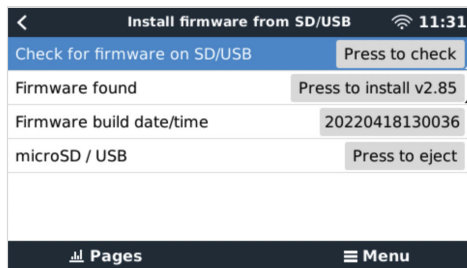 Install firmware from SD/USB 11:31
Check for firmware on SD/USB Press to check
Firmware found Press to install v2.85
Firmware build date/time 20220418130036
microSD / USB Press to eject
Pages Menu